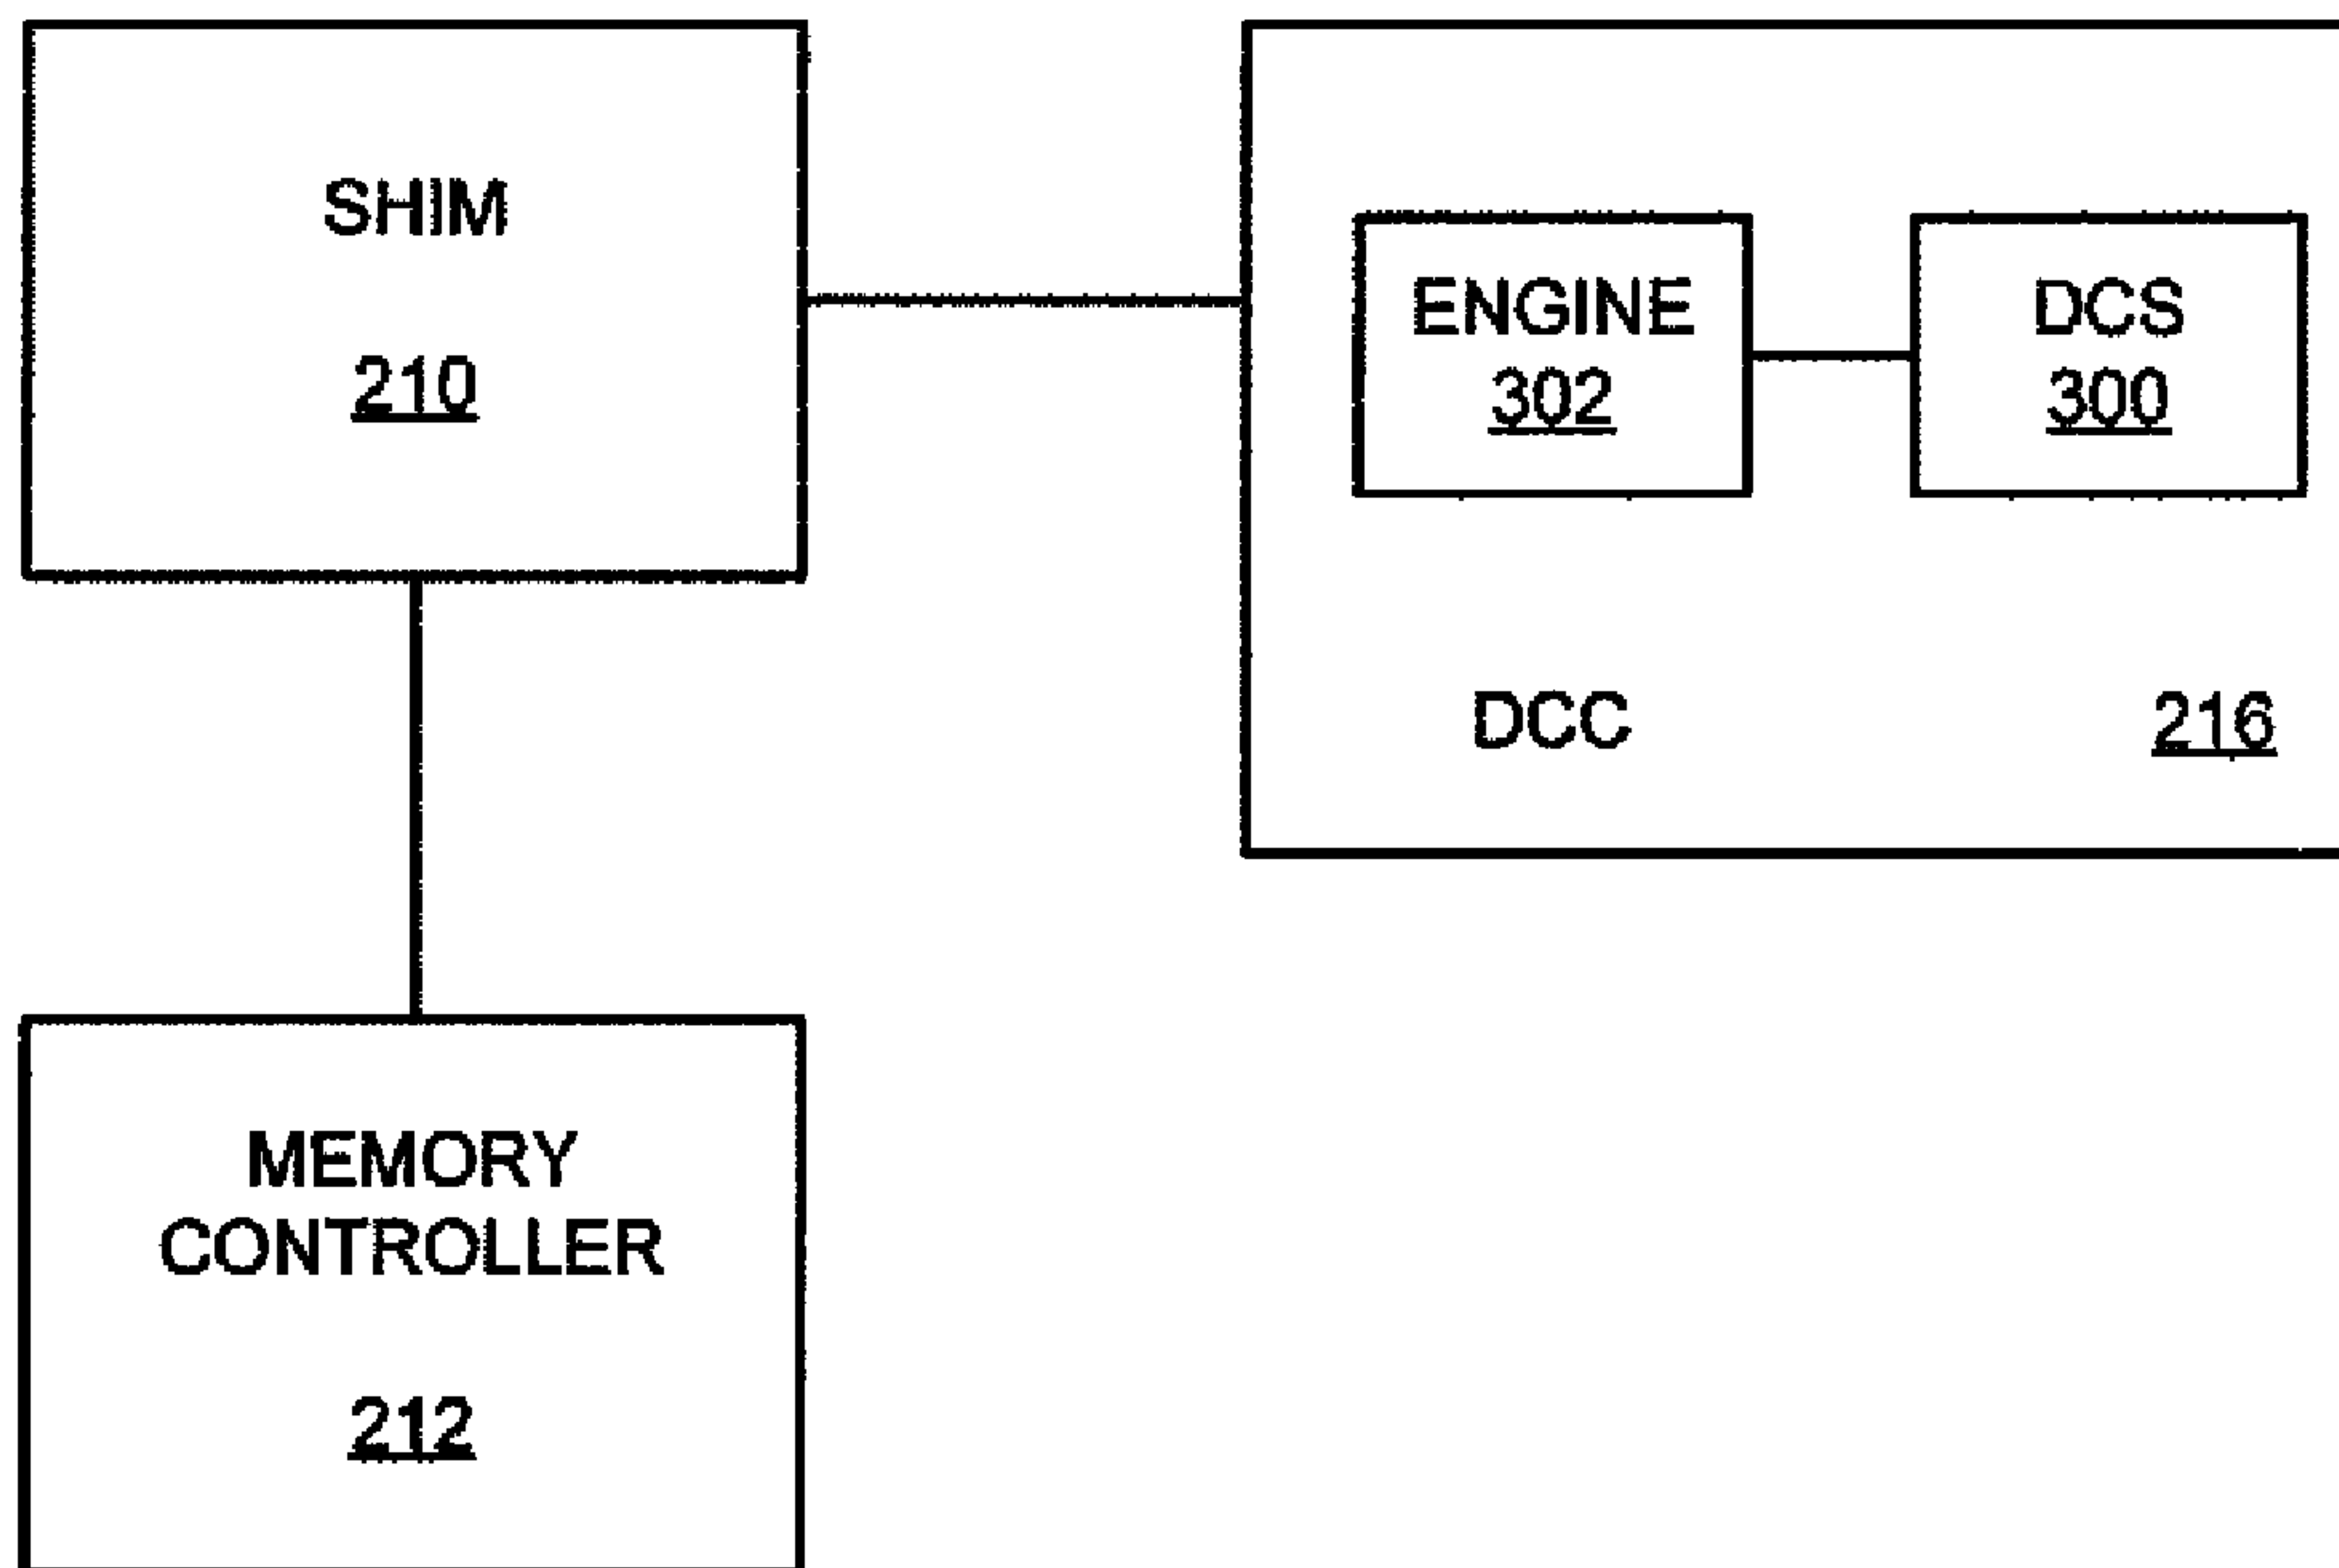 SHIM
210
ENGINE
302
DCS
300
DCC
216
MEMORY
CONTROLLER
212